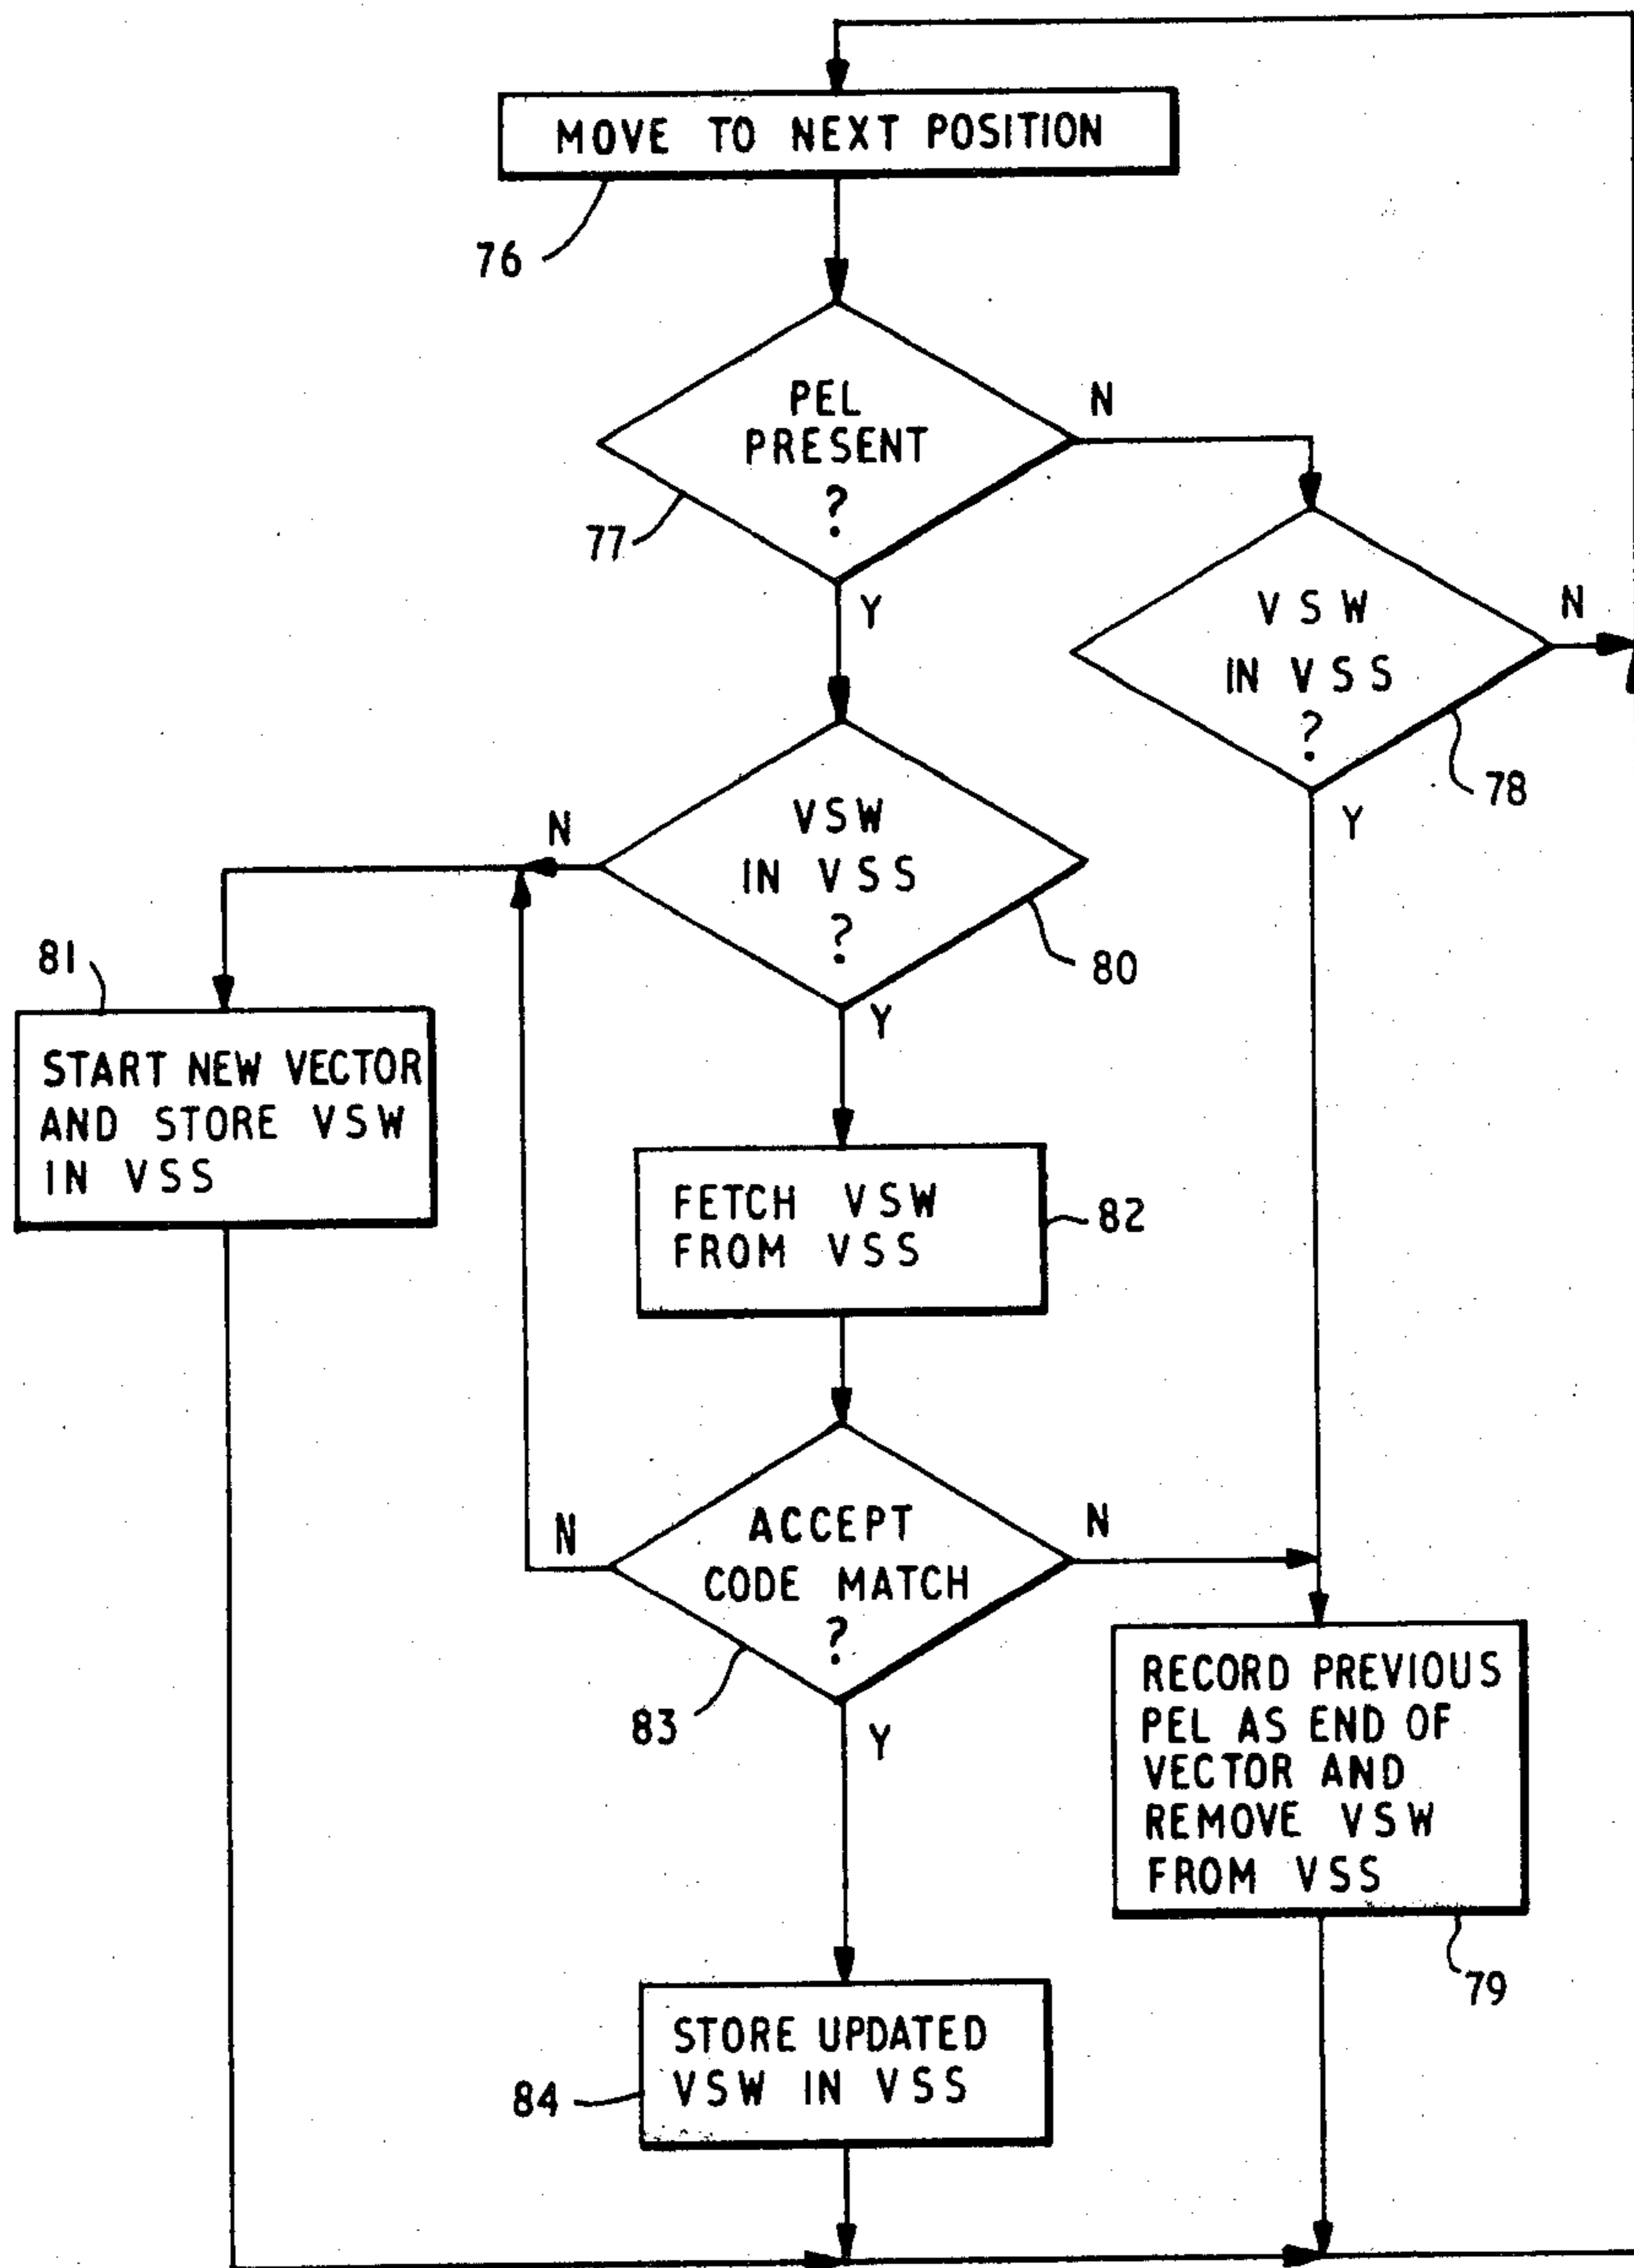 MOVE TO NEXT POSITION
76
PEL
PRESENT
?
N
77
Y
VSW
IN VSS
?
N
78
Y
VSW
IN VSS
?
N
80
Y
81
START NEW VECTOR
AND STORE VSW
IN VSS
FETCH VSW
FROM VSS
82
ACCEPT
CODE MATCH
?
N
N
83
Y
RECORD PREVIOUS
PEL AS END OF
VECTOR AND
REMOVE VSW
FROM VSS
79
STORE UPDATED
VSW IN VSS
84